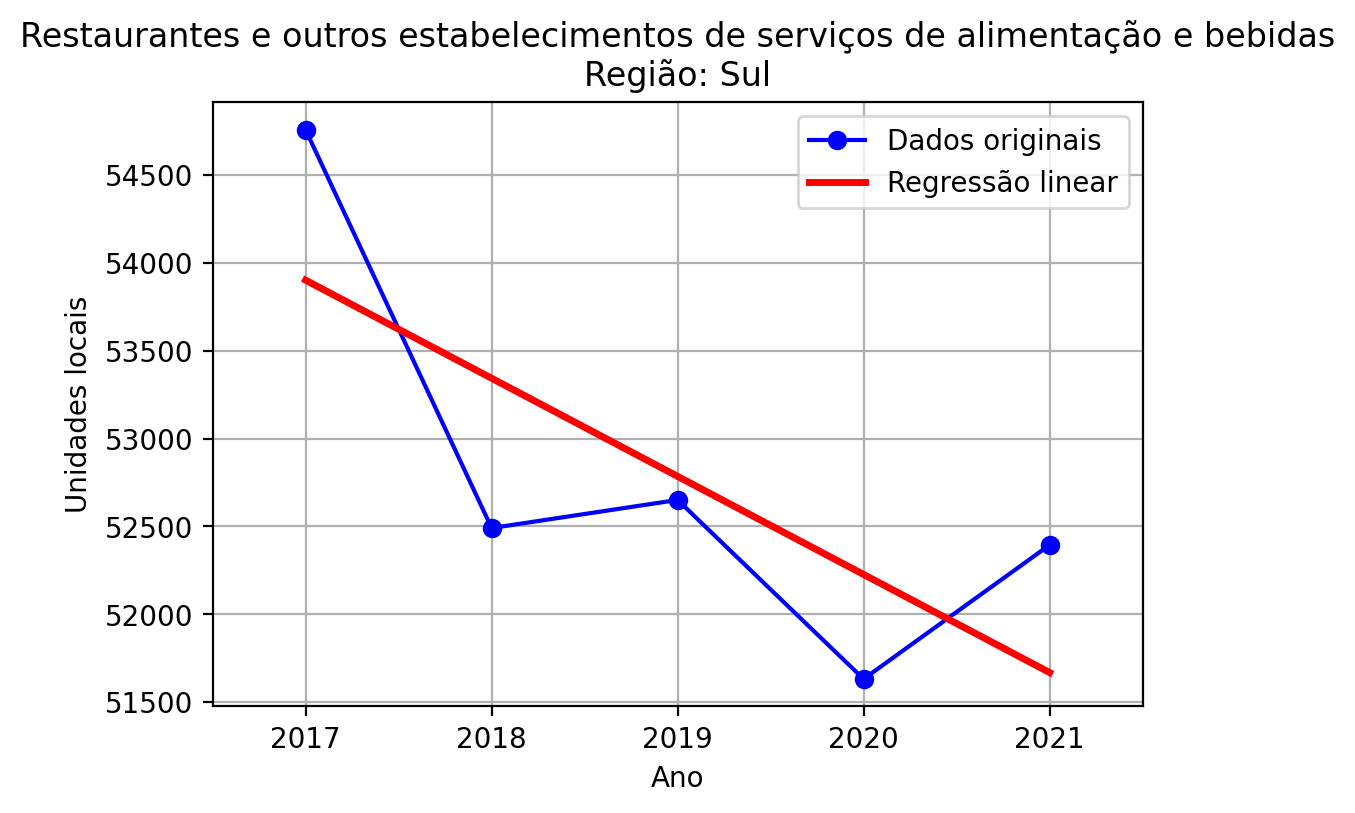 Restaurantes e outros estabelecimentos de serviços de alimentação e bebidas
Região: Sul
Dados originais
Regressão linear
Unidades locais
54500
54000
53500
53000
52500
52000
51500
2017 2018 2019 2020 2021
Ano